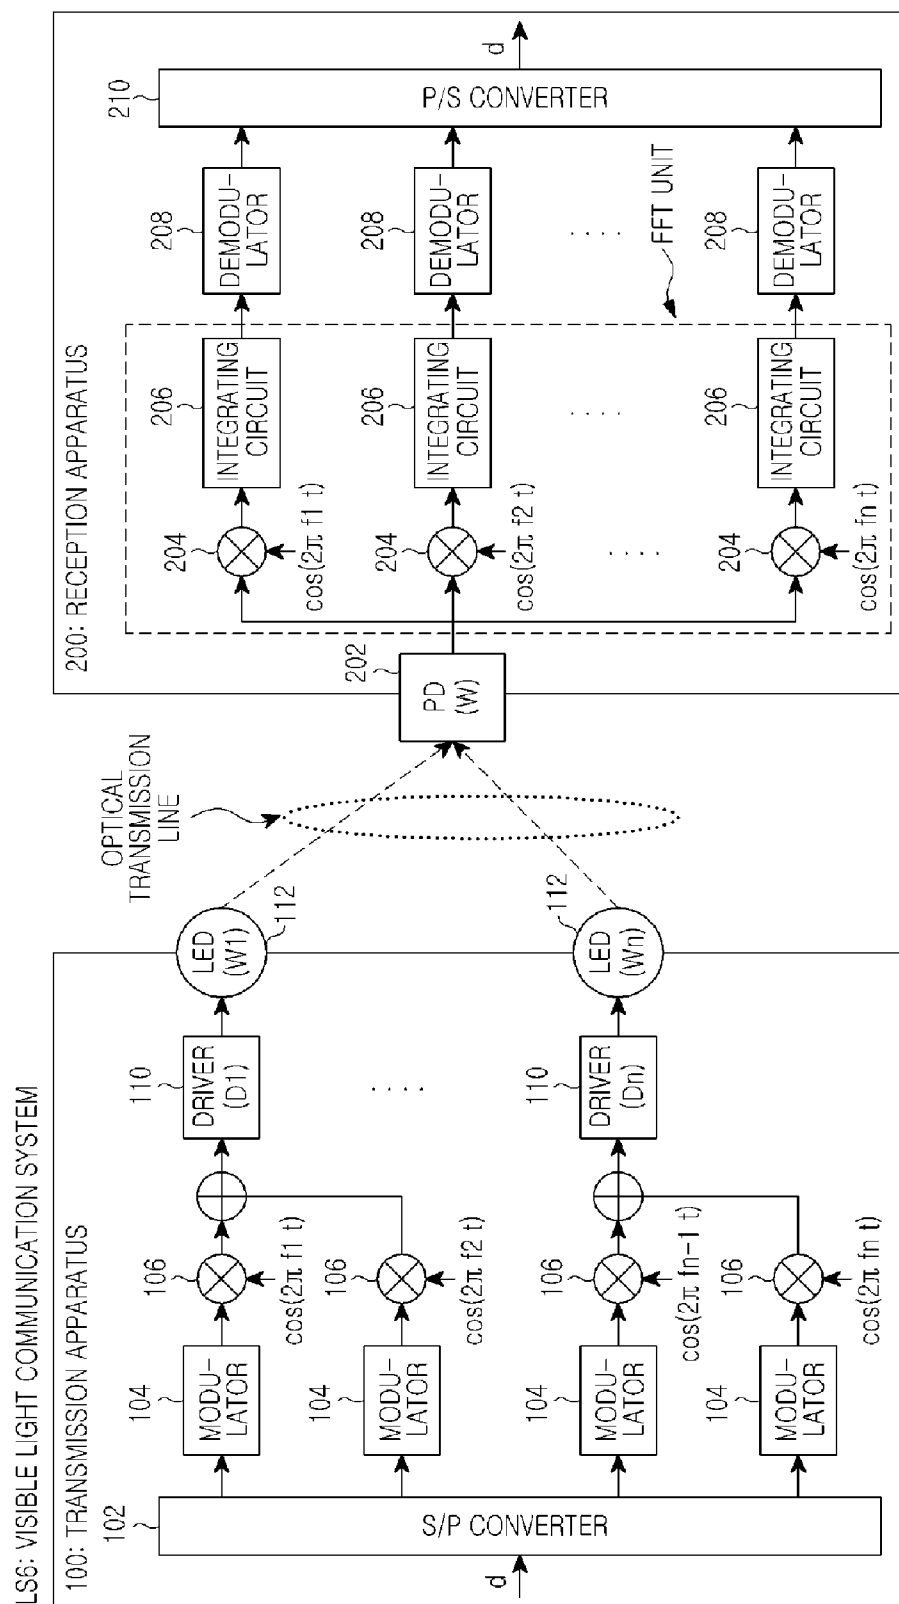 LS6: VISIBLE LIGHT COMMUNICATION SYSTEM
100: TRANSMISSION APPARATUS
d
102
S/P CONVERTER
104
MODU-
LATOR
104
MODU-
LATOR
104
MODU-
LATOR
104
MODU-
LATOR
106
cos(2π f1 t)
106
cos(2π f2 t)
106
cos(2π fn-1 t)
106
cos(2π fn t)
110
DRIVER
(D1)
. . . .
110
DRIVER
(Dn)
LED
(W1)
112
LED
(Wn)
112
OPTICAL
TRANSMISSION
LINE
200: RECEPTION APPARATUS
202
PD
(W)
204
cos(2π f1 t)
204
cos(2π f2 t)
. . . .
204
cos(2π fn t)
206
INTEGRATING
CIRCUIT
206
INTEGRATING
CIRCUIT
. . . .
206
INTEGRATING
CIRCUIT
FFT UNIT
208
DEMODU-
LATOR
208
DEMODU-
LATOR
. . . .
208
DEMODU-
LATOR
210
P/S CONVERTER
d